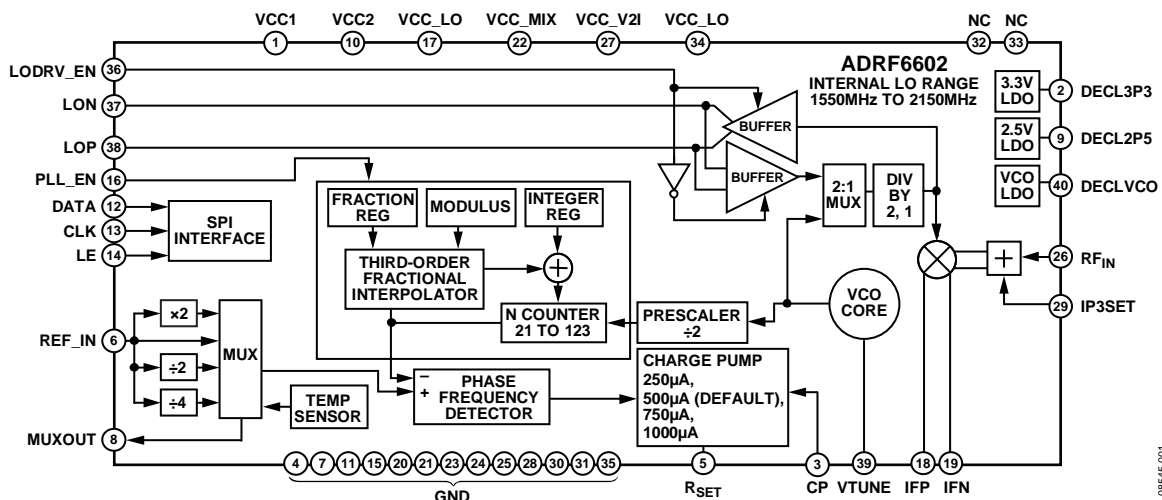 VCC1
VCC2
VCC_LO
VCC_MIX
VCC_V2I
VCC_LO
NC
NC
1
10
17
22
27
34
32
33
LODRV_EN
36
ADRF6602
INTERNAL LO RANGE
1550MHz TO 2150MHz
3.3V
LDO
2
DECL3P3
LON
37
BUFFER
2.5V
LDO
9
DECL2P5
LOP
38
BUFFER
2:1
MUX
DIV
BY
2, 1
VCO
LDO
40
DECLVCO
PLL_EN
16
DATA
12
CLK
13
LE
14
SPI
INTERFACE
FRACTION
REG
MODULUS
INTEGER
REG
THIRD-ORDER
FRACTIONAL
INTERPOLATOR
+
N COUNTER
21 TO 123
PRESCALER
÷2
VCO
CORE
+
26
RFIN
29
IP3SET
REF_IN
6
×2
÷2
÷4
MUX
TEMP
SENSOR
–
+
PHASE
FREQUENCY
DETECTOR
CHARGE PUMP
250µA,
500µA (DEFAULT),
750µA,
1000µA
MUXOUT
8
4
7
11
15
20
21
23
24
25
28
30
31
35
5
3
39
18
19
GND
RSET
CP
VTUNE
IFP
IFN
08545-001